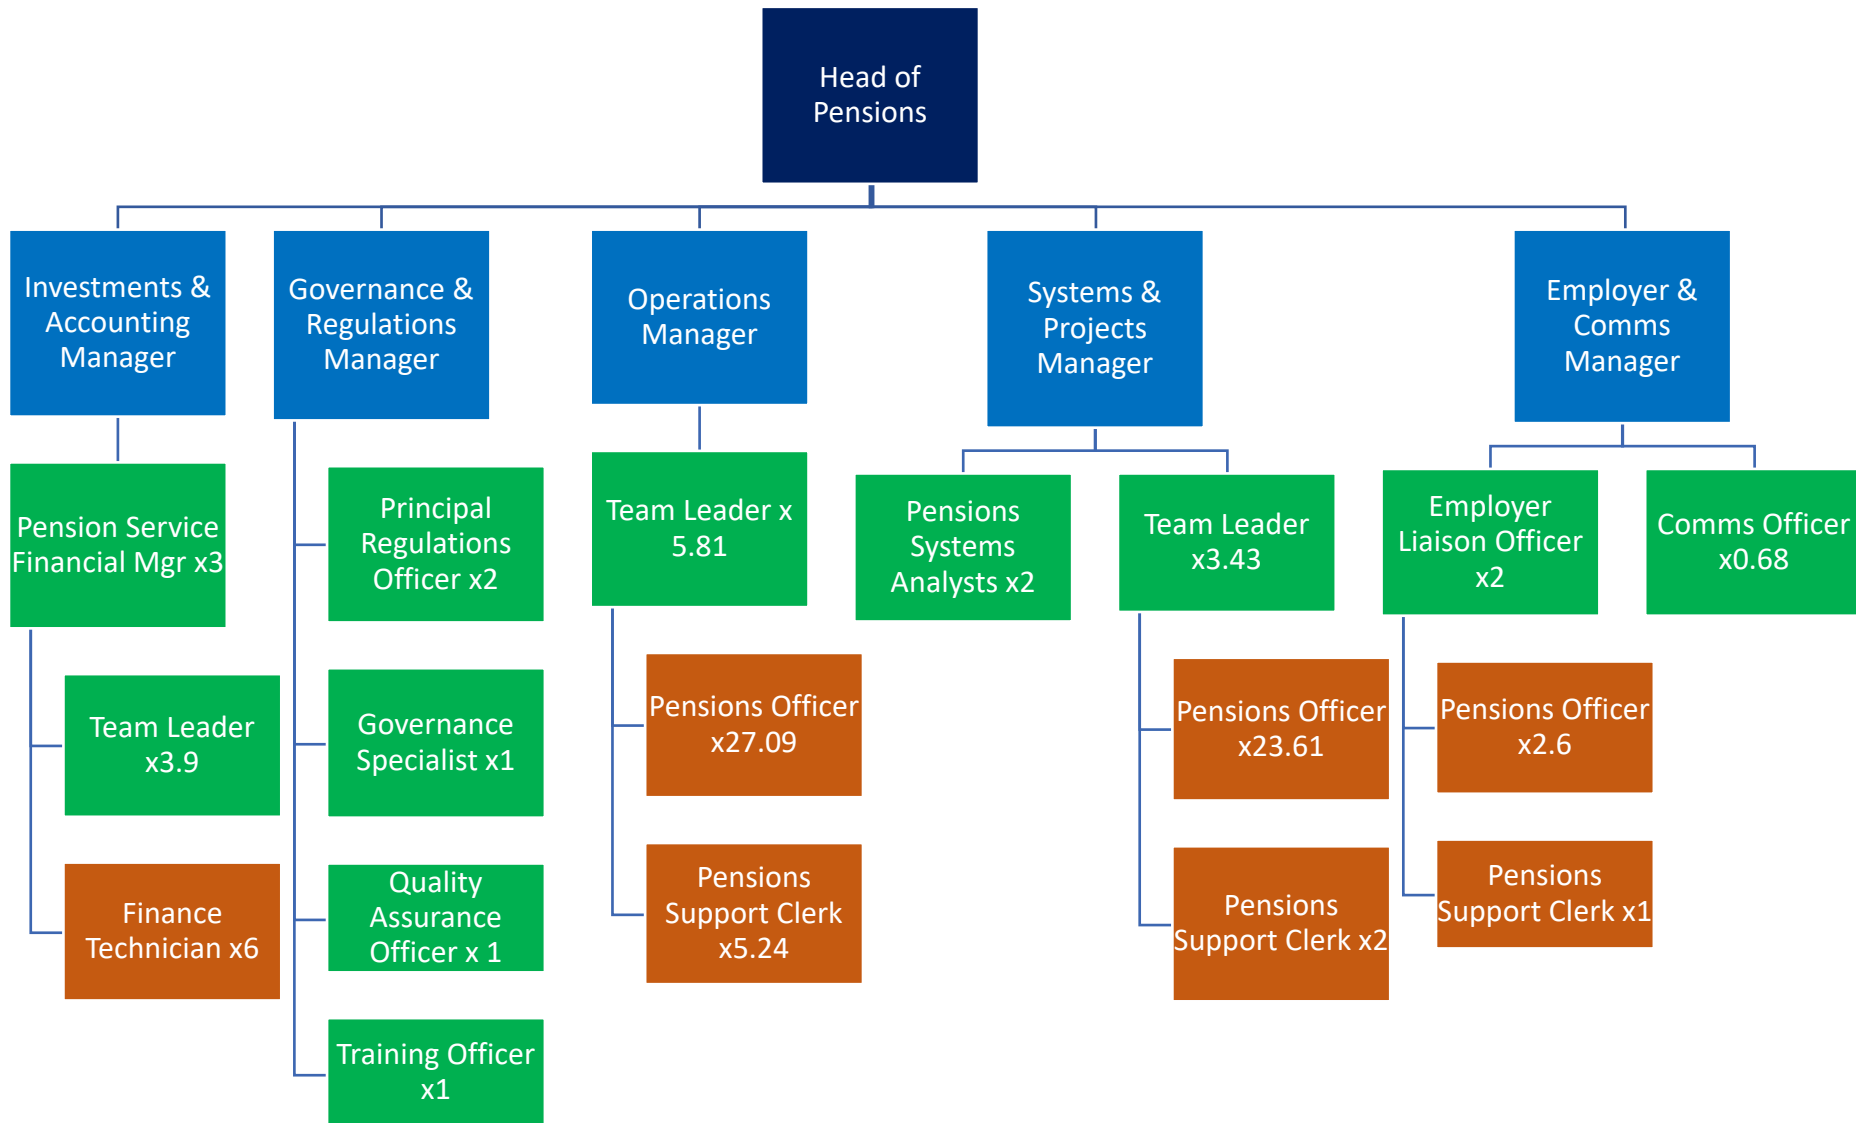 Head of
Pensions
Investments &
Accounting
Manager
Governance &
Regulations
Manager
Operations
Manager
Systems &
Projects
Manager
Employer &
Comms
Manager
Pension Service
Financial Mgr x3
Team Leader
x3.9
Finance
Technician x6
Principal
Regulations
Officer x2
Governance
Specialist x1
Quality
Assurance
Officer x 1
Training Officer
x1
Team Leader x
5.81
Pensions Officer
x27.09
Pensions
Support Clerk
x5.24
Pensions
Systems
Analysts x2
Team Leader
x3.43
Pensions Officer
x23.61
Pensions
Support Clerk x2
Employer
Liaison Officer
x2
Pensions Officer
x2.6
Pensions
Support Clerk x1
Comms Officer
x0.68